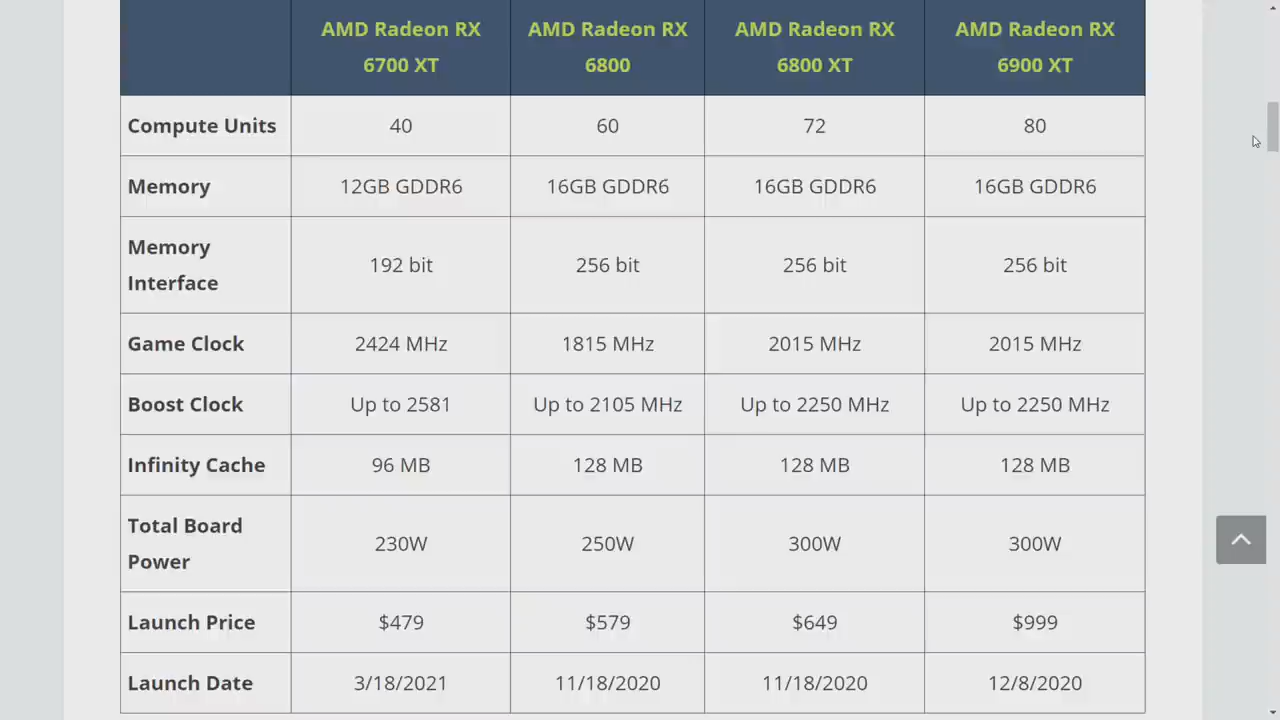 AMD Radeon RX 6700 XT AMD Radeon RX 6800 AMD Radeon RX 6800 XT AMD Radeon RX 6900 XT
Compute Units 40 60 72 80
Memory 12GB GDDR6 16GB GDDR6 16GB GDDR6 16GB GDDR6
Memory Interface 192 bit 256 bit 256 bit 256 bit
Game Clock 2424 MHz 1815 MHz 2015 MHz 2015 MHz
Boost Clock Up to 2581 Up to 2105 MHz Up to 2250 MHz Up to 2250 MHz
Infinity Cache 96 MB 128 MB 128 MB 128 MB
Total Board Power 230W 250W 300W 300W
Launch Price $479 $579 $649 $999
Launch Date 3/18/2021 11/18/2020 11/18/2020 12/8/2020